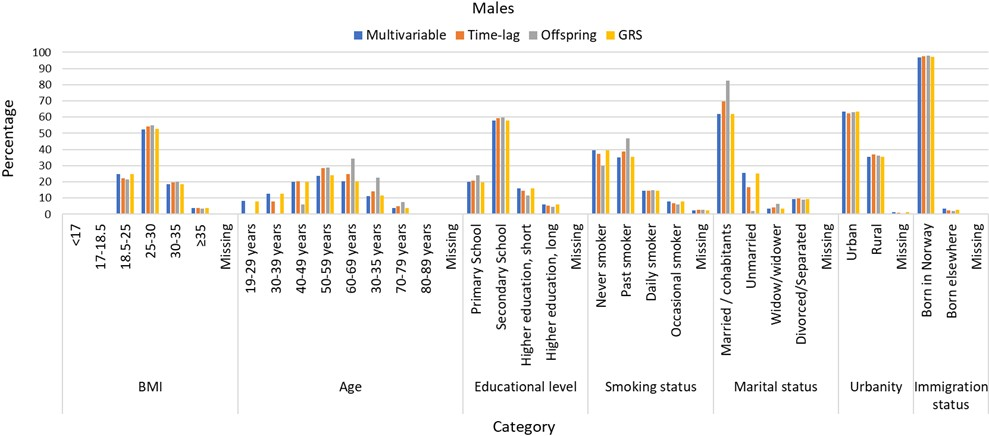 Males
Multivariable Time-lag Offspring GRS
Percentage
100
90
80
70
60
50
40
30
20
10
0
<17
17-18.5
18.5-25
25-30
30-35
≥35
Missing
19-29 years
30-39 years
40-49 years
50-59 years
60-69 years
30-35 years
70-79 years
80-89 years
Missing
Primary School
Secondary School
Higher education, short
Higher education, long
Missing
Never smoker
Past smoker
Daily smoker
Occasional smoker
Missing
Married / cohabitants
Unmarried
Widow/widower
Divorced/Separated
Missing
Urban
Rural
Missing
Born in Norway
Born elsewhere
Missing
BMI
Age
Educational level
Smoking status
Marital status
Urbanity
Immigration
status
Category